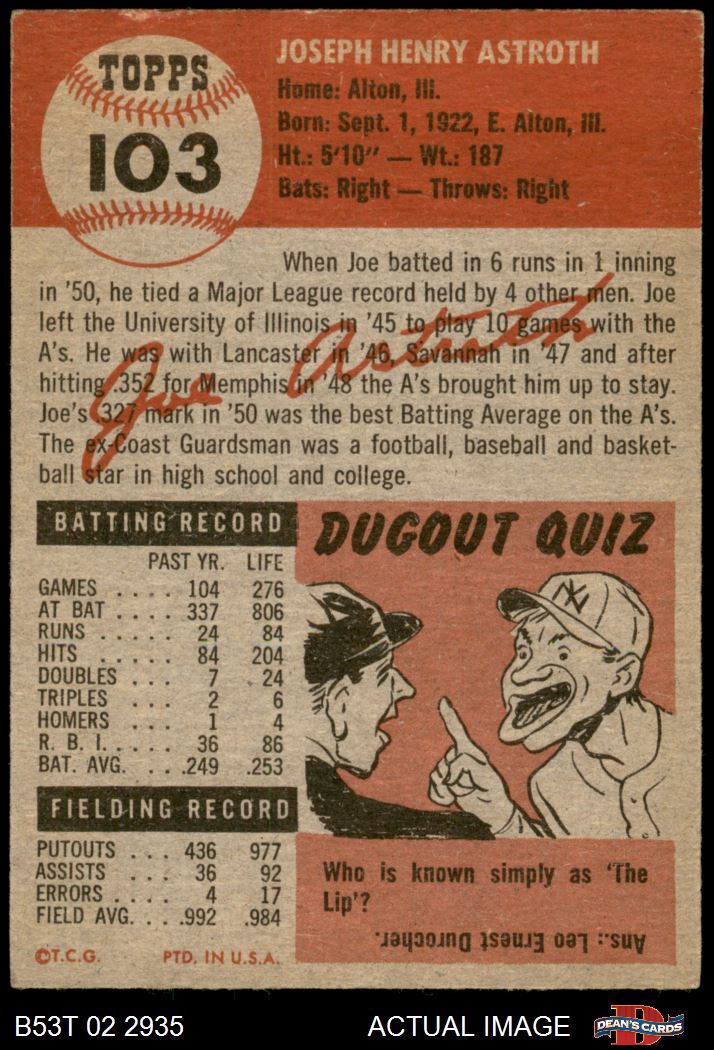 TOPPS
103
JOSEPH HENRY ASTROTH
Home: Alton, Ill.
Born: Sept. 1, 1922, E. Alton, Ill.
Ht.: 5'10" — Wt.: 187
Bats: Right — Throws: Right
When Joe batted in 6 runs in 1 inning
in '50, he tied a Major League record held by 4 other men. Joe
left the University of Illinois in '45 to play 10 games with the
A's. He was with Lancaster in '46, Savannah in '47 and after
hitting .352 for Memphis in '48 the A's brought him up to stay.
Joe's .327 mark in '50 was the best Batting Average on the A's.
The ex-Coast Guardsman was a football, baseball and basket-
ball star in high school and college.
Joe Astroth
BATTING RECORD
PAST YR. LIFE
GAMES .... 104 276
AT BAT .... 337 806
RUNS ..... 24 84
HITS ..... 84 204
DOUBLES .... 7 24
TRIPLES .... 2 6
HOMERS .... 1 4
R. B. I. .... 36 86
BAT. AVG. ... .249 .253
FIELDING RECORD
PUTOUTS ... 436 977
ASSISTS .... 36 92
ERRORS .... 4 17
FIELD AVG. ... .992 .984
©T.C.G. PTD. IN U.S.A.
DUGOUT QUIZ
NY
Who is known simply as 'The
Lip'?
Ans.: Leo Ernest Durocher.
B53T 02 2935 ACTUAL IMAGE
D
DEAN'S CARDS